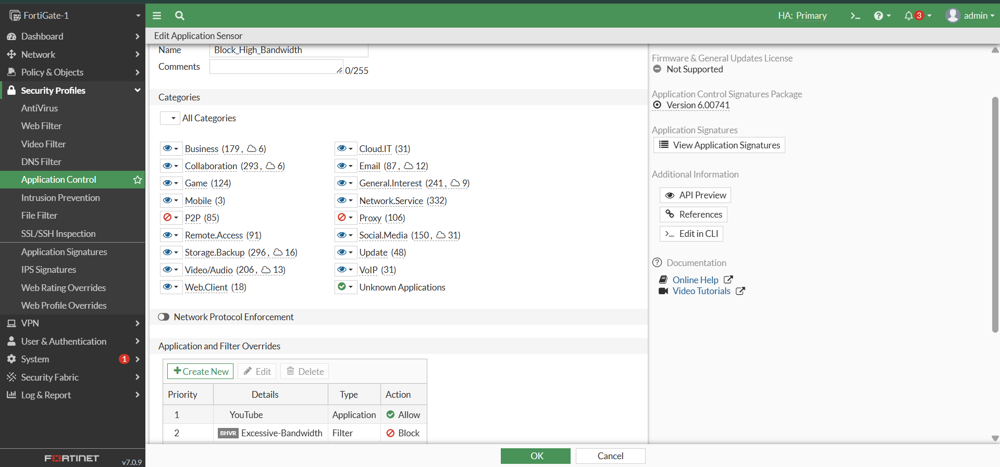 FortiGate-1
HA: Primary
3
admin
Dashboard
Network
Policy & Objects
Security Profiles
AntiVirus
Web Filter
Video Filter
DNS Filter
Application Control
Intrusion Prevention
File Filter
SSL/SSH Inspection
Application Signatures
IPS Signatures
Web Rating Overrides
Web Profile Overrides
VPN
User & Authentication
System 1
Security Fabric
Log & Report
FORTINET v7.0.9
Edit Application Sensor
Name Block_High_Bandwidth
Comments 0/255
Categories
All Categories
Business (179, 6) Cloud.IT (31)
Collaboration (293, 6) Email (87, 12)
Game (124) General.Interest (241, 9)
Mobile (3) Network.Service (332)
P2P (85) Proxy (106)
Remote.Access (91) Social.Media (150, 31)
Storage.Backup (296, 16) Update (48)
Video/Audio (206, 13) VoIP (31)
Web.Client (18) Unknown Applications
Network Protocol Enforcement
Application and Filter Overrides
+ Create New Edit Delete
Priority Details Type Action
1 YouTube Application Allow
2 BHVR Excessive-Bandwidth Filter Block
OK Cancel
Firmware & General Updates License
Not Supported
Application Control Signatures Package
Version 6.00741
Application Signatures
View Application Signatures
Additional Information
API Preview
References
>_ Edit in CLI
? Documentation
Online Help
Video Tutorials